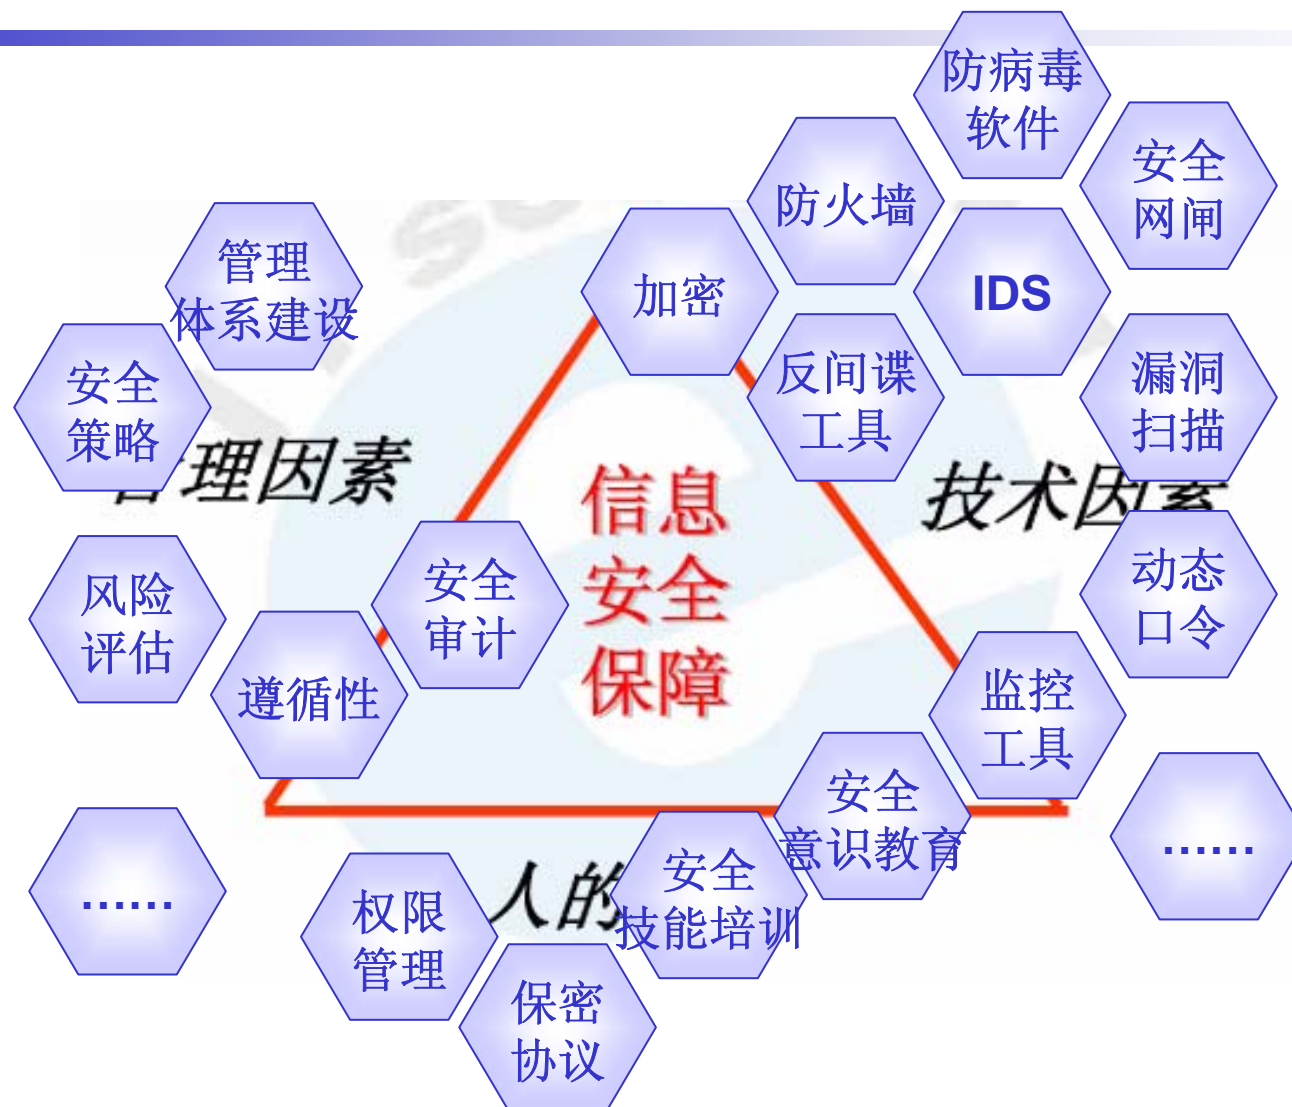 防病毒
软件
安全
网闸
防火墙
管理
体系建设
加密
IDS
安全
策略
反间谍
工具
漏洞
扫描
管理因素
技术因素
信息
安全
保障
风险
评估
安全
审计
动态
口令
遵循性
监控
工具
安全
意识教育
……
……
人的
安全
技能培训
权限
管理
保密
协议